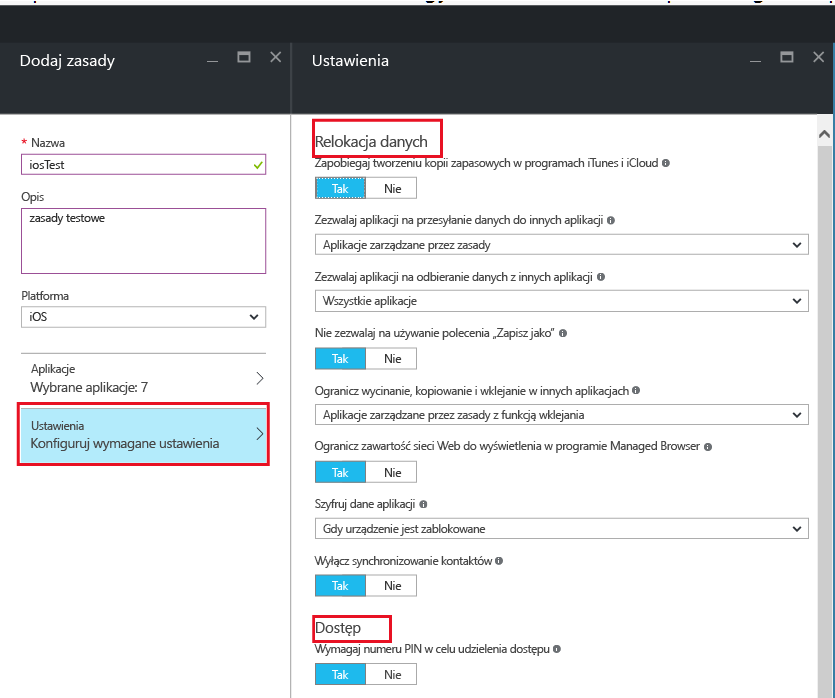 Dodaj zasady
* Nazwa
iosTest
Opis
zasady testowe
Platforma
iOS
Aplikacje
Wybrane aplikacje: 7
Ustawienia
Konfiguruj wymagane ustawienia
Ustawienia
Relokacja danych
Zapobiegaj tworzeniu kopii zapasowych w programach iTunes i iCloud
Tak Nie
Zezwalaj aplikacji na przesyłanie danych do innych aplikacji
Aplikacje zarządzane przez zasady
Zezwalaj aplikacji na odbieranie danych z innych aplikacji
Wszystkie aplikacje
Nie zezwalaj na używanie polecenia „Zapisz jako”
Tak Nie
Ogranicz wycinanie, kopiowanie i wklejanie w innych aplikacjach
Aplikacje zarządzane przez zasady z funkcją wklejania
Ogranicz zawartość sieci Web do wyświetlenia w programie Managed Browser
Tak Nie
Szyfruj dane aplikacji
Gdy urządzenie jest zablokowane
Wyłącz synchronizowanie kontaktów
Tak Nie
Dostęp
Wymagaj numeru PIN w celu udzielenia dostępu
Tak Nie